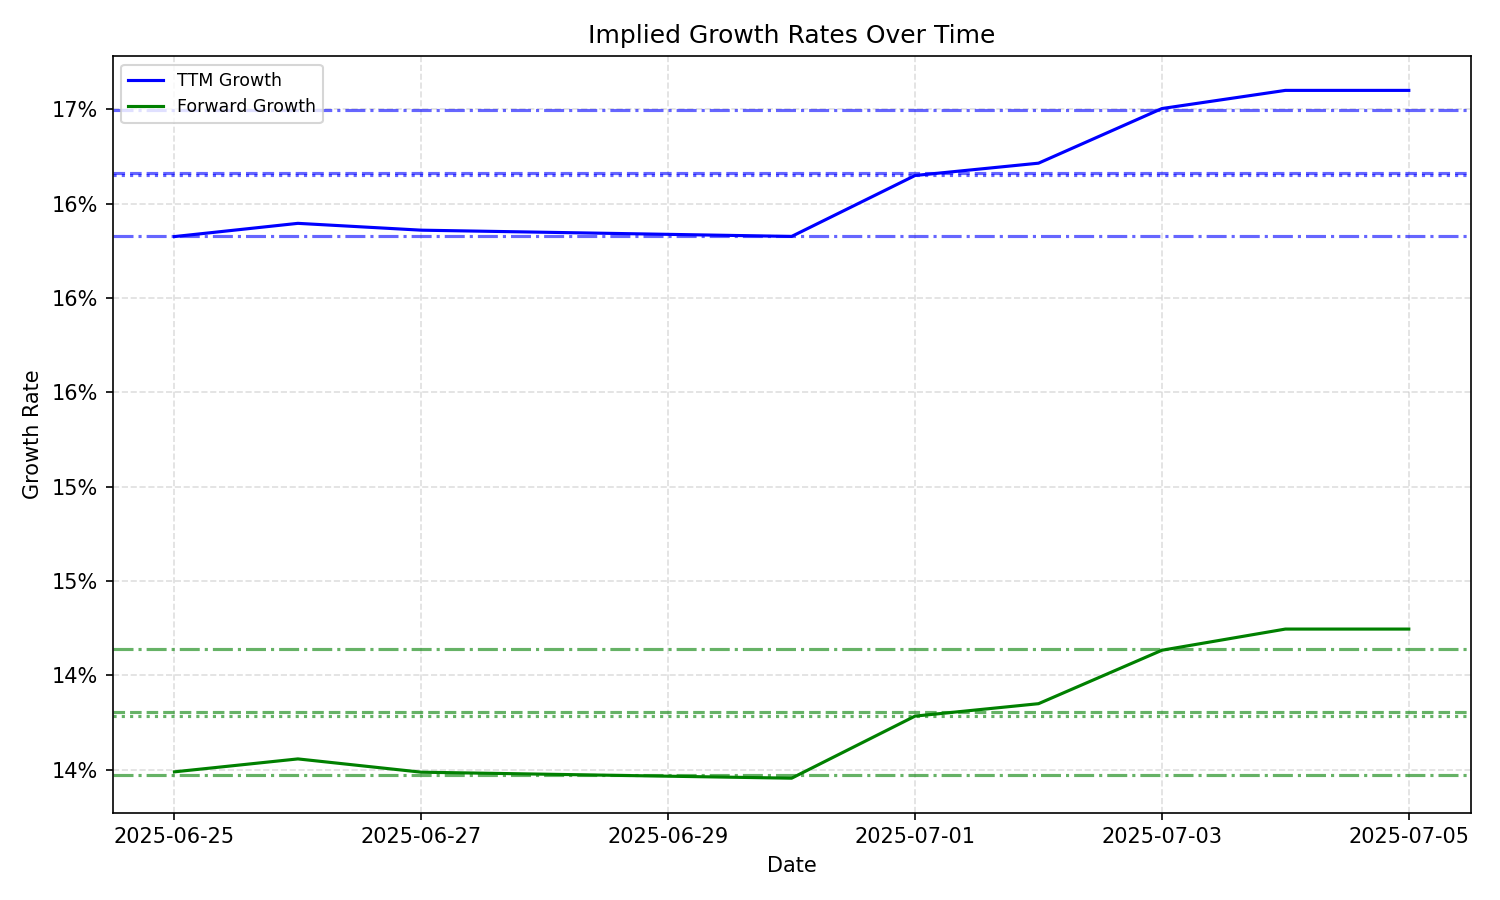 Implied Growth Rates Over Time
TTM Growth
Forward Growth
17%
16%
16%
16%
15%
15%
14%
14%
Growth Rate
2025-06-25
2025-06-27
2025-06-29
2025-07-01
2025-07-03
2025-07-05
Date